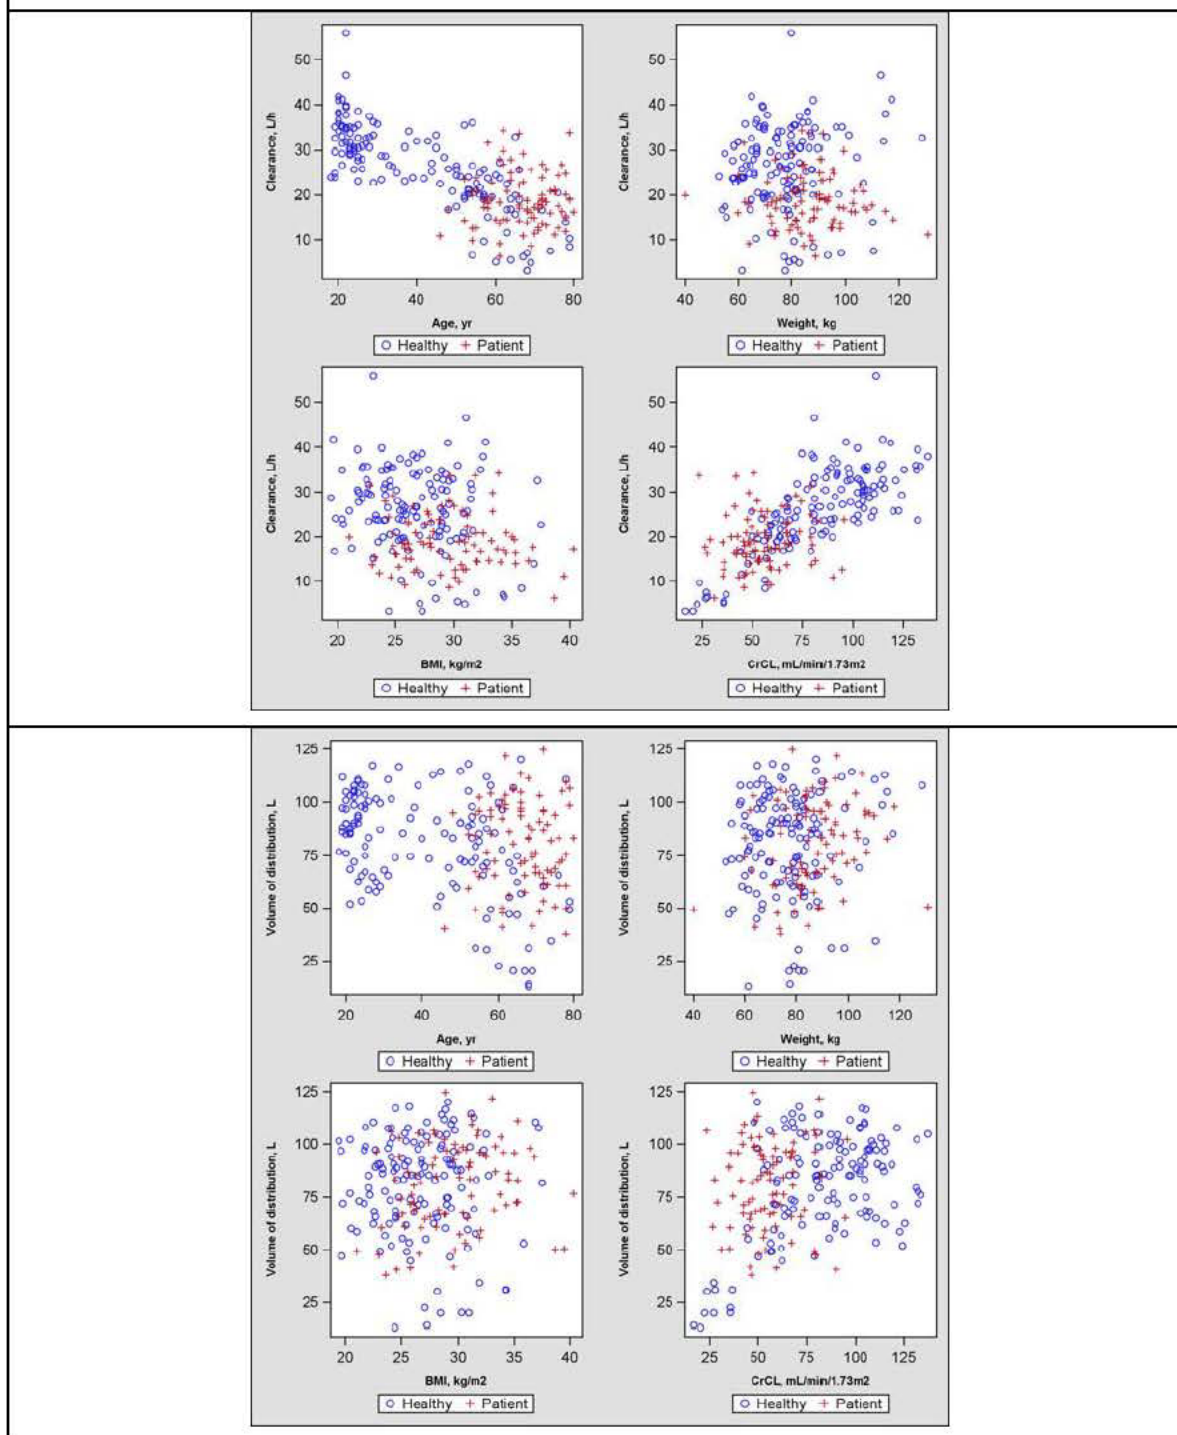 50 50
40 40
30 30
20 20
10 10
Clearance, L/h Clearance, L/h
20 40 60 80 40 60 80 100 120
Age, yr Weight, kg
Healthy + Patient Healthy + Patient
50 50
40 40
30 30
20 20
10 10
Clearance, L/h Clearance, L/h
20 25 30 35 40 25 50 75 100 125
BMI, kg/m2 CrCL, mL/min/1.73m2
Healthy + Patient Healthy + Patient
125 125
100 100
75 75
50 50
25 25
Volume of distribution, L Volume of distribution, L
20 40 60 80 40 60 80 100 120
Age, yr Weight, kg
Healthy + Patient Healthy + Patient
125 125
100 100
75 75
50 50
25 25
Volume of distribution, L Volume of distribution, L
20 25 30 35 40 25 50 75 100 125
BMI, kg/m2 CrCL, mL/min/1.73m2
Healthy + Patient Healthy + Patient